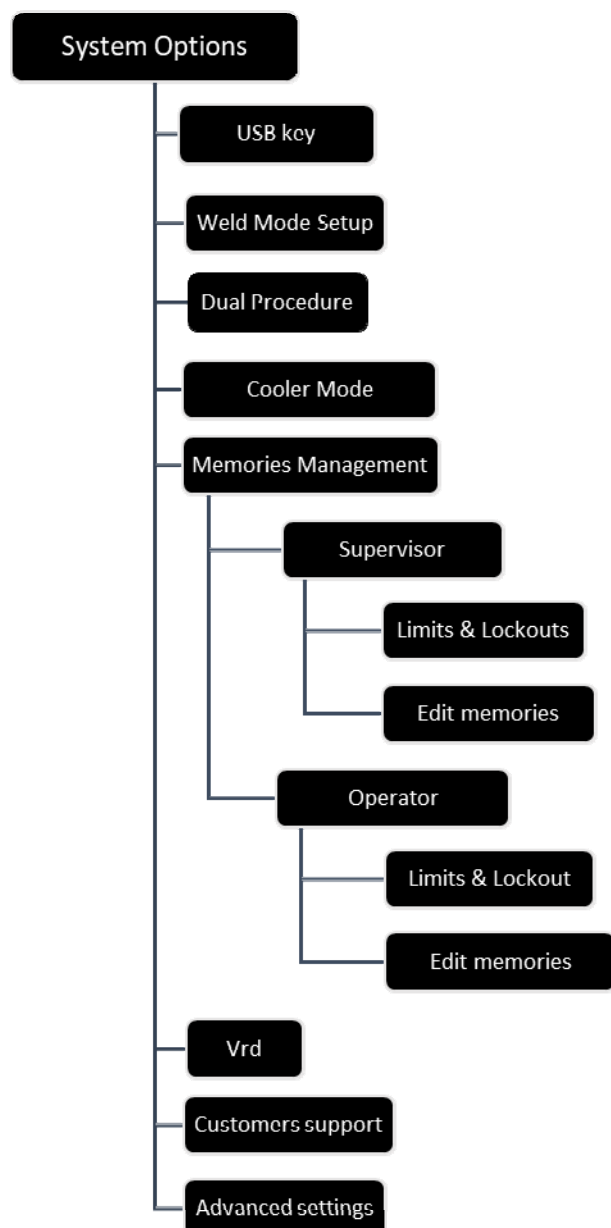 System Options
USB key
Weld Mode Setup
Dual Procedure
Cooler Mode
Memories Management
Supervisor
Limits & Lockouts
Edit memories
Operator
Limits & Lockout
Edit memories
Vrd
Customers support
Advanced settings